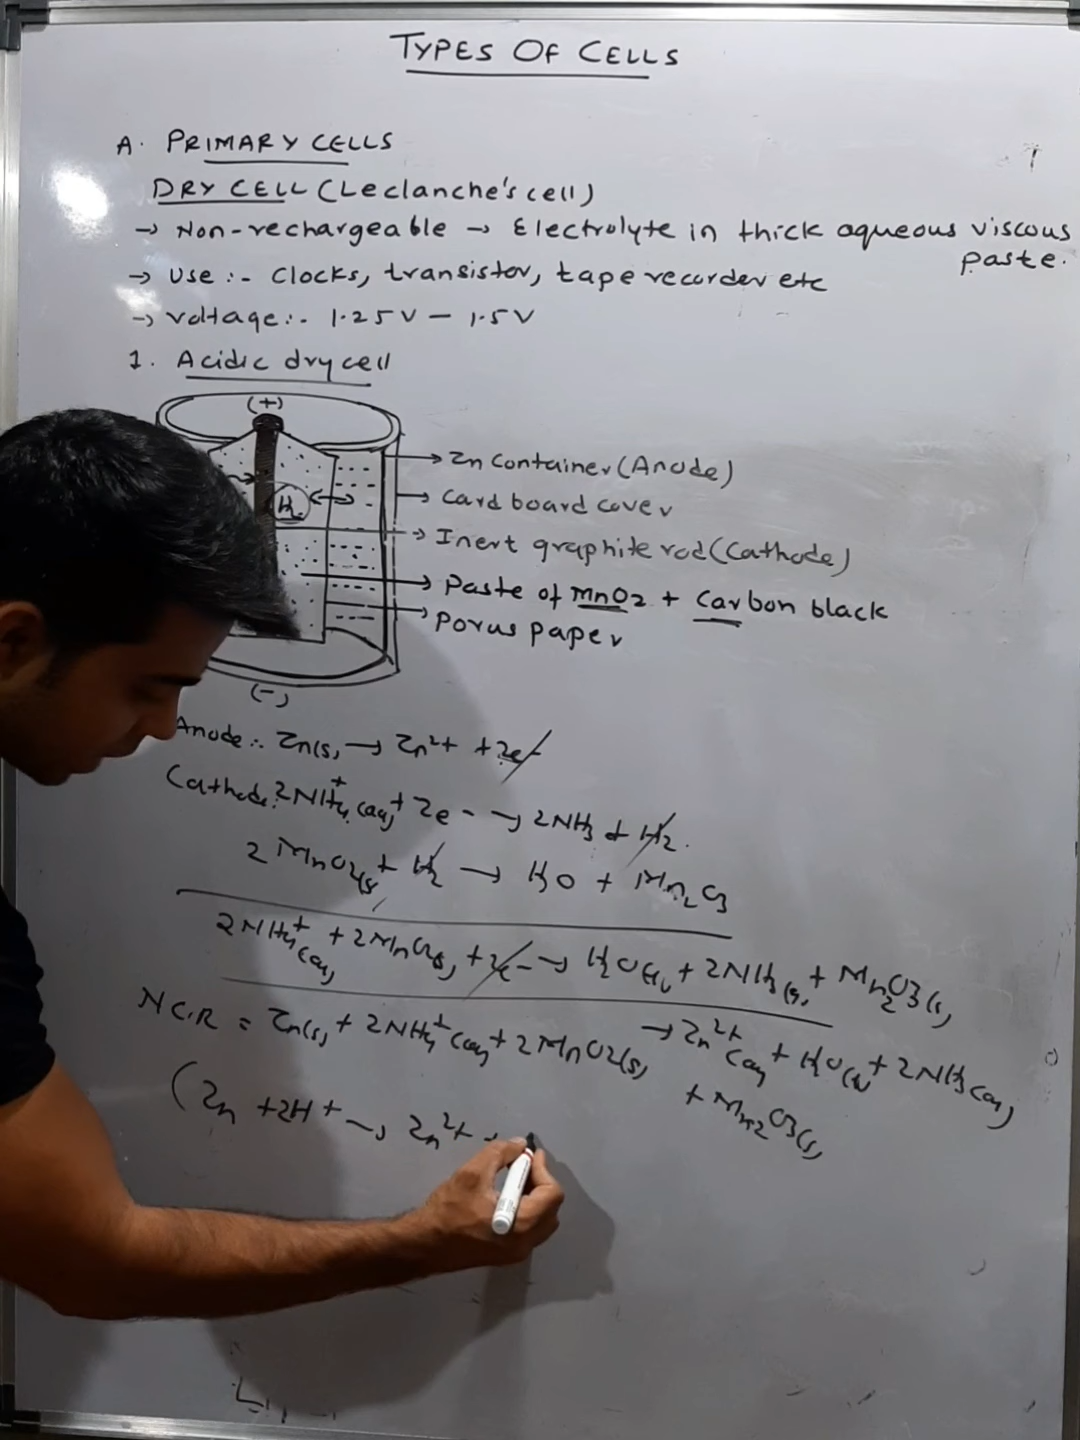 TYPES OF CELLS
A. PRIMARY CELLS
DRY CELL (Leclanche's cell)
→ Non-rechargeable → Electrolyte in thick aqueous viscous paste.
→ Use :- Clocks, transistor, tape recorder etc
→ Voltage :- 1.25V - 1.5V
1. Acidic dry cell
(+)
→ Zn Container (Anode)
→ Card board cover
→ Inert graphite rod (Cathode)
→ Paste of MnO2 + Carbon black
→ Porus paper
(-)
Anode :- Zn(s) → Zn2+ + 2e-
Cathode: 2NH4+(aq) + 2e- → 2NH3 + H2.
2MnO2(s) + H2 → H2O + Mn2O3
2NH4+(aq) + 2MnO2(s) + 2e- → H2O(l) + 2NH3(g) + Mn2O3(s)
N C.R = Zn(s) + 2NH4+(aq) + 2MnO2(s) → Zn2+(aq) + H2O(l) + 2NH3(aq)
+ Mn2O3(s)
(Zn + 2H+ → Zn2+ +